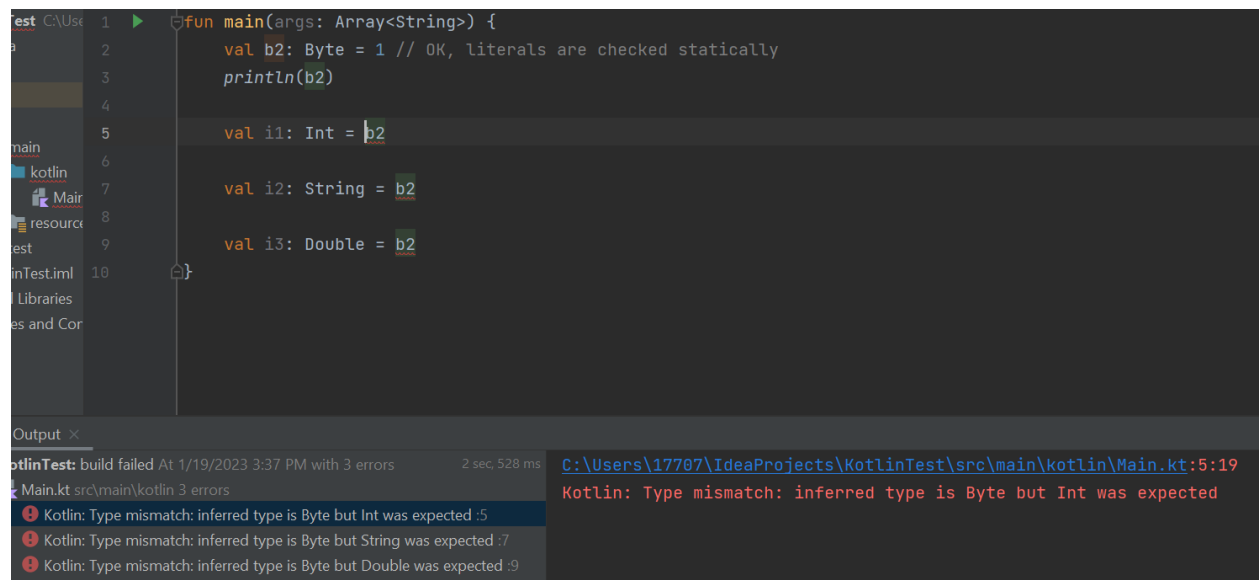 est C:\Use
a
main
kotlin
Main
resource
test
inTest.iml
l Libraries
es and Con
1 fun main(args: Array<String>) {
2 val b2: Byte = 1 // OK, literals are checked statically
3 println(b2)
4
5 val i1: Int = b2
6
7 val i2: String = b2
8
9 val i3: Double = b2
10 }
Output ×
otlinTest: build failed At 1/19/2023 3:37 PM with 3 errors 2 sec, 528 ms
Main.kt src\main\kotlin 3 errors
Kotlin: Type mismatch: inferred type is Byte but Int was expected :5
Kotlin: Type mismatch: inferred type is Byte but String was expected :7
Kotlin: Type mismatch: inferred type is Byte but Double was expected :9
C:\Users\17707\IdeaProjects\KotlinTest\src\main\kotlin\Main.kt:5:19
Kotlin: Type mismatch: inferred type is Byte but Int was expected